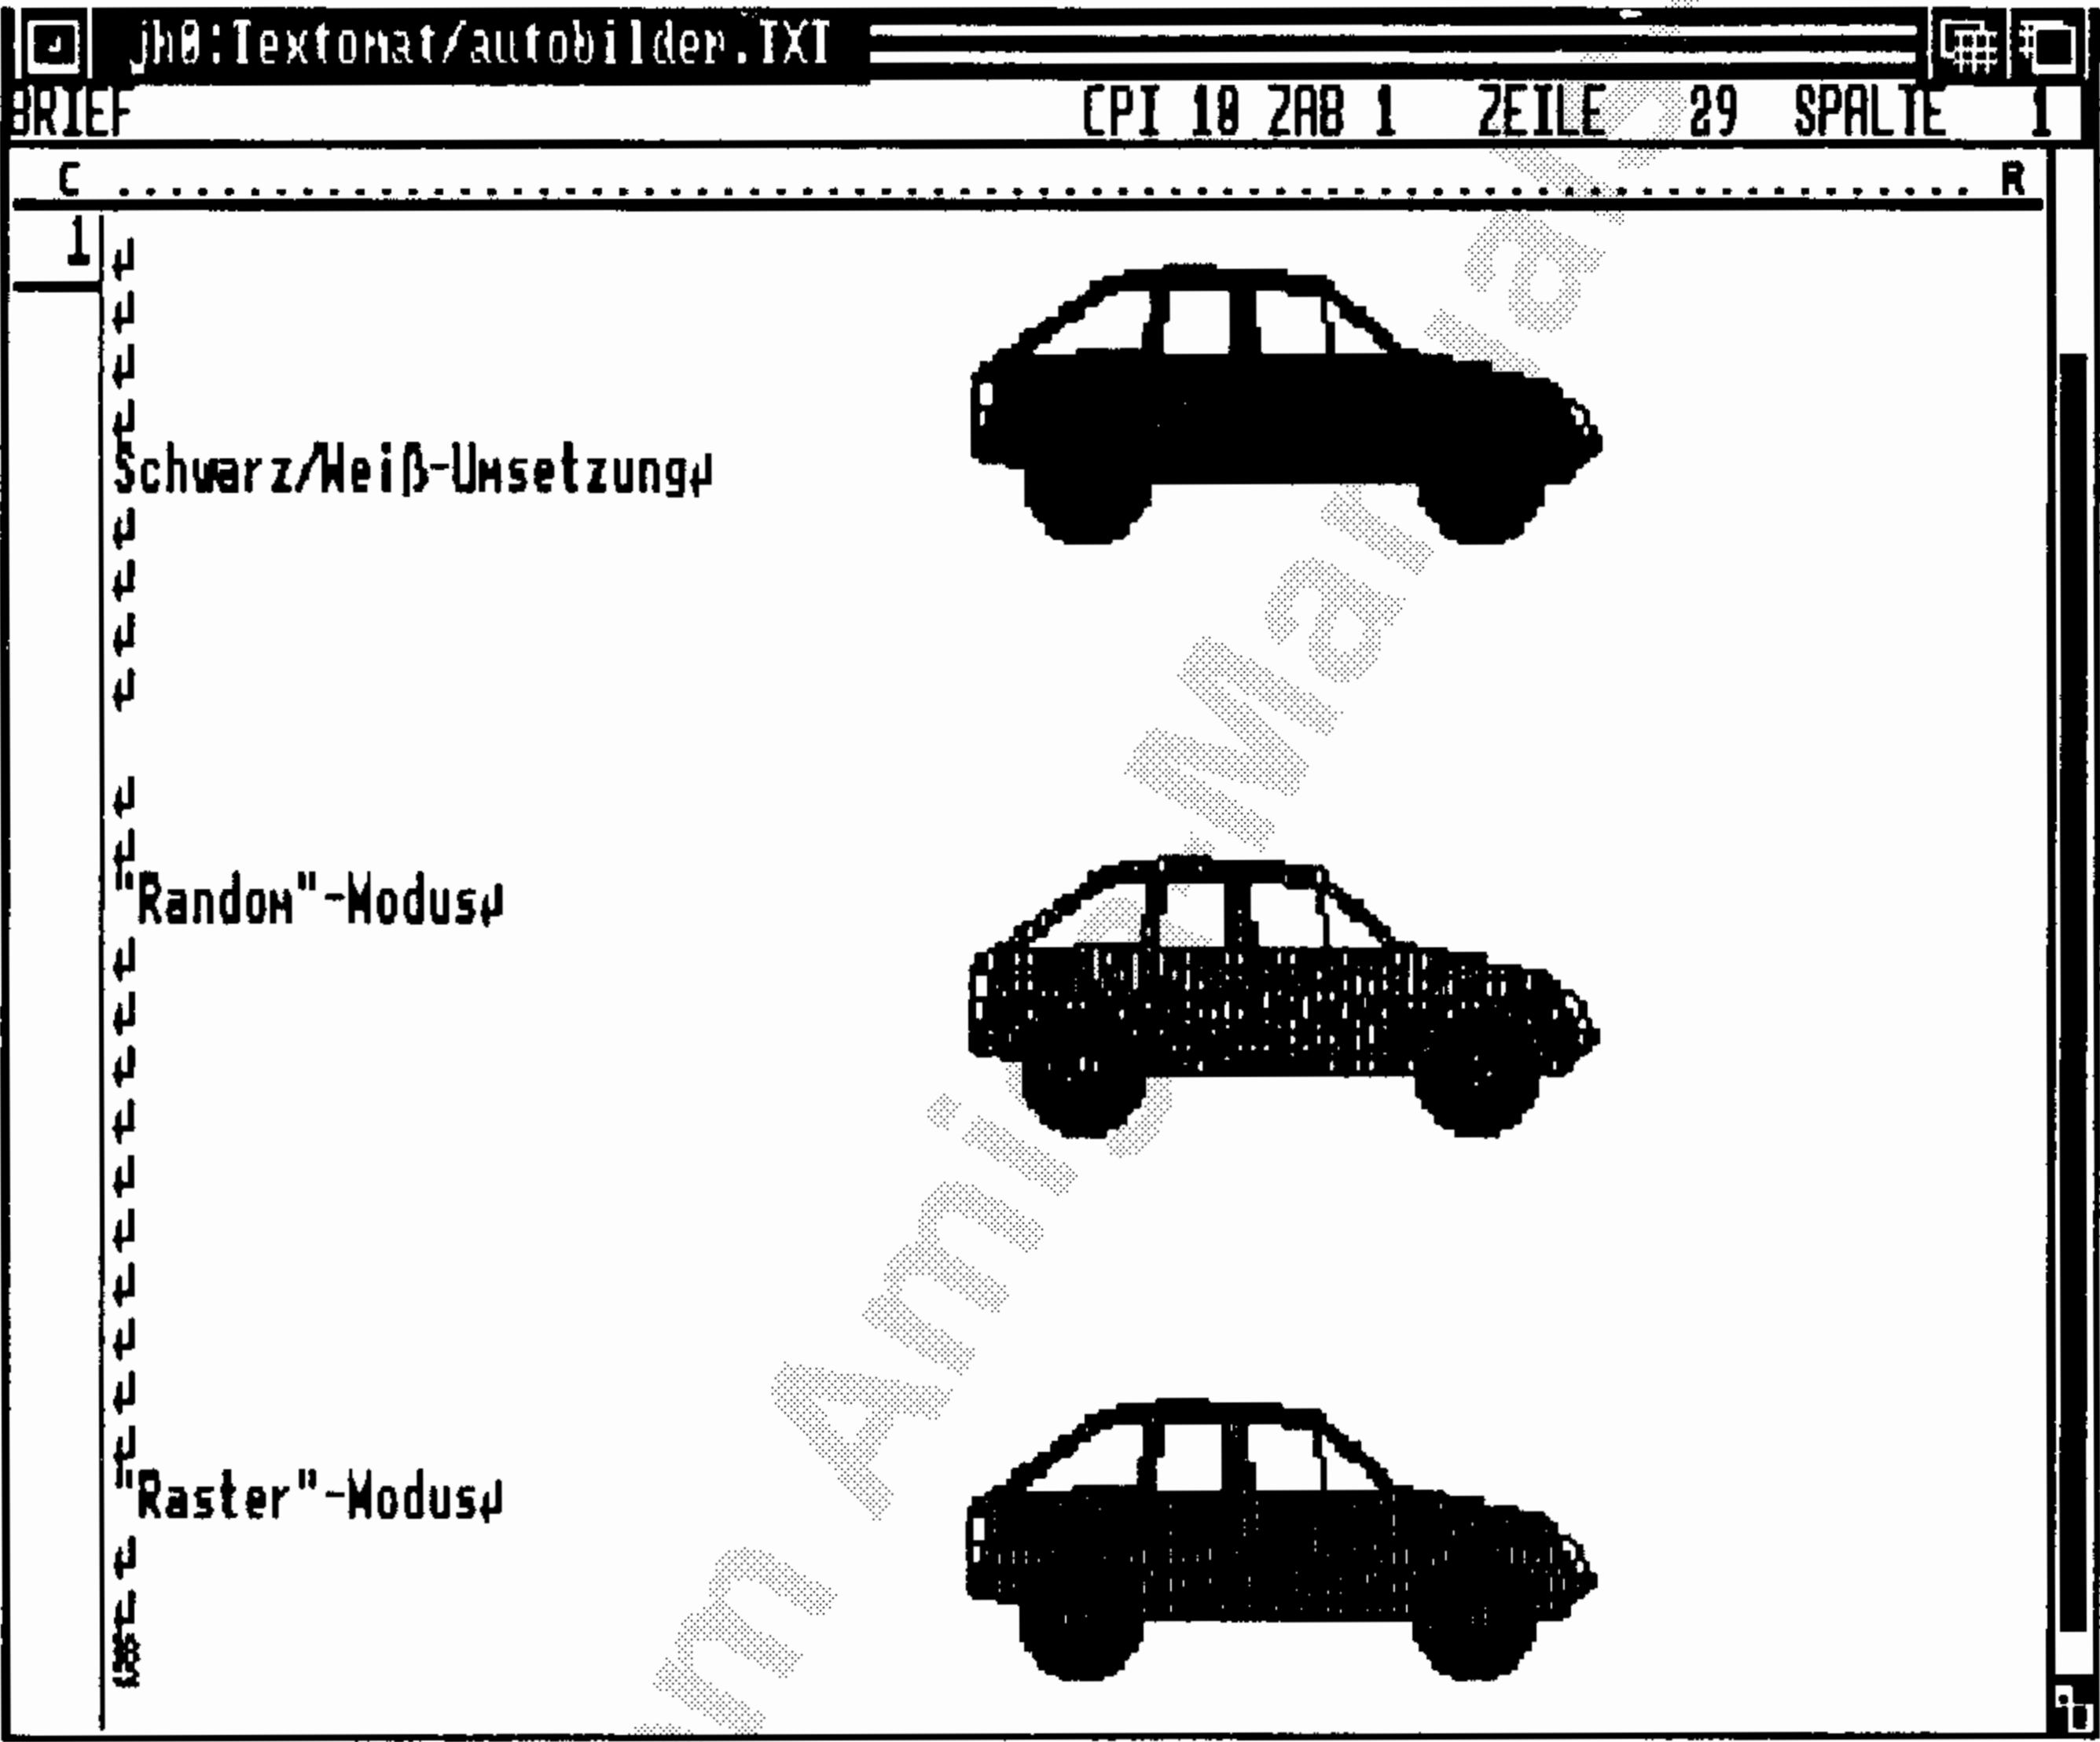 jh0:Textomat/autobilder.TXT
BRIEF CPI 10 ZAB 1 ZEILE 29 SPALTE 1
C R
1
Schwarz/Weiß-Umsetzung
"Random"-Modus
"Raster"-Modus